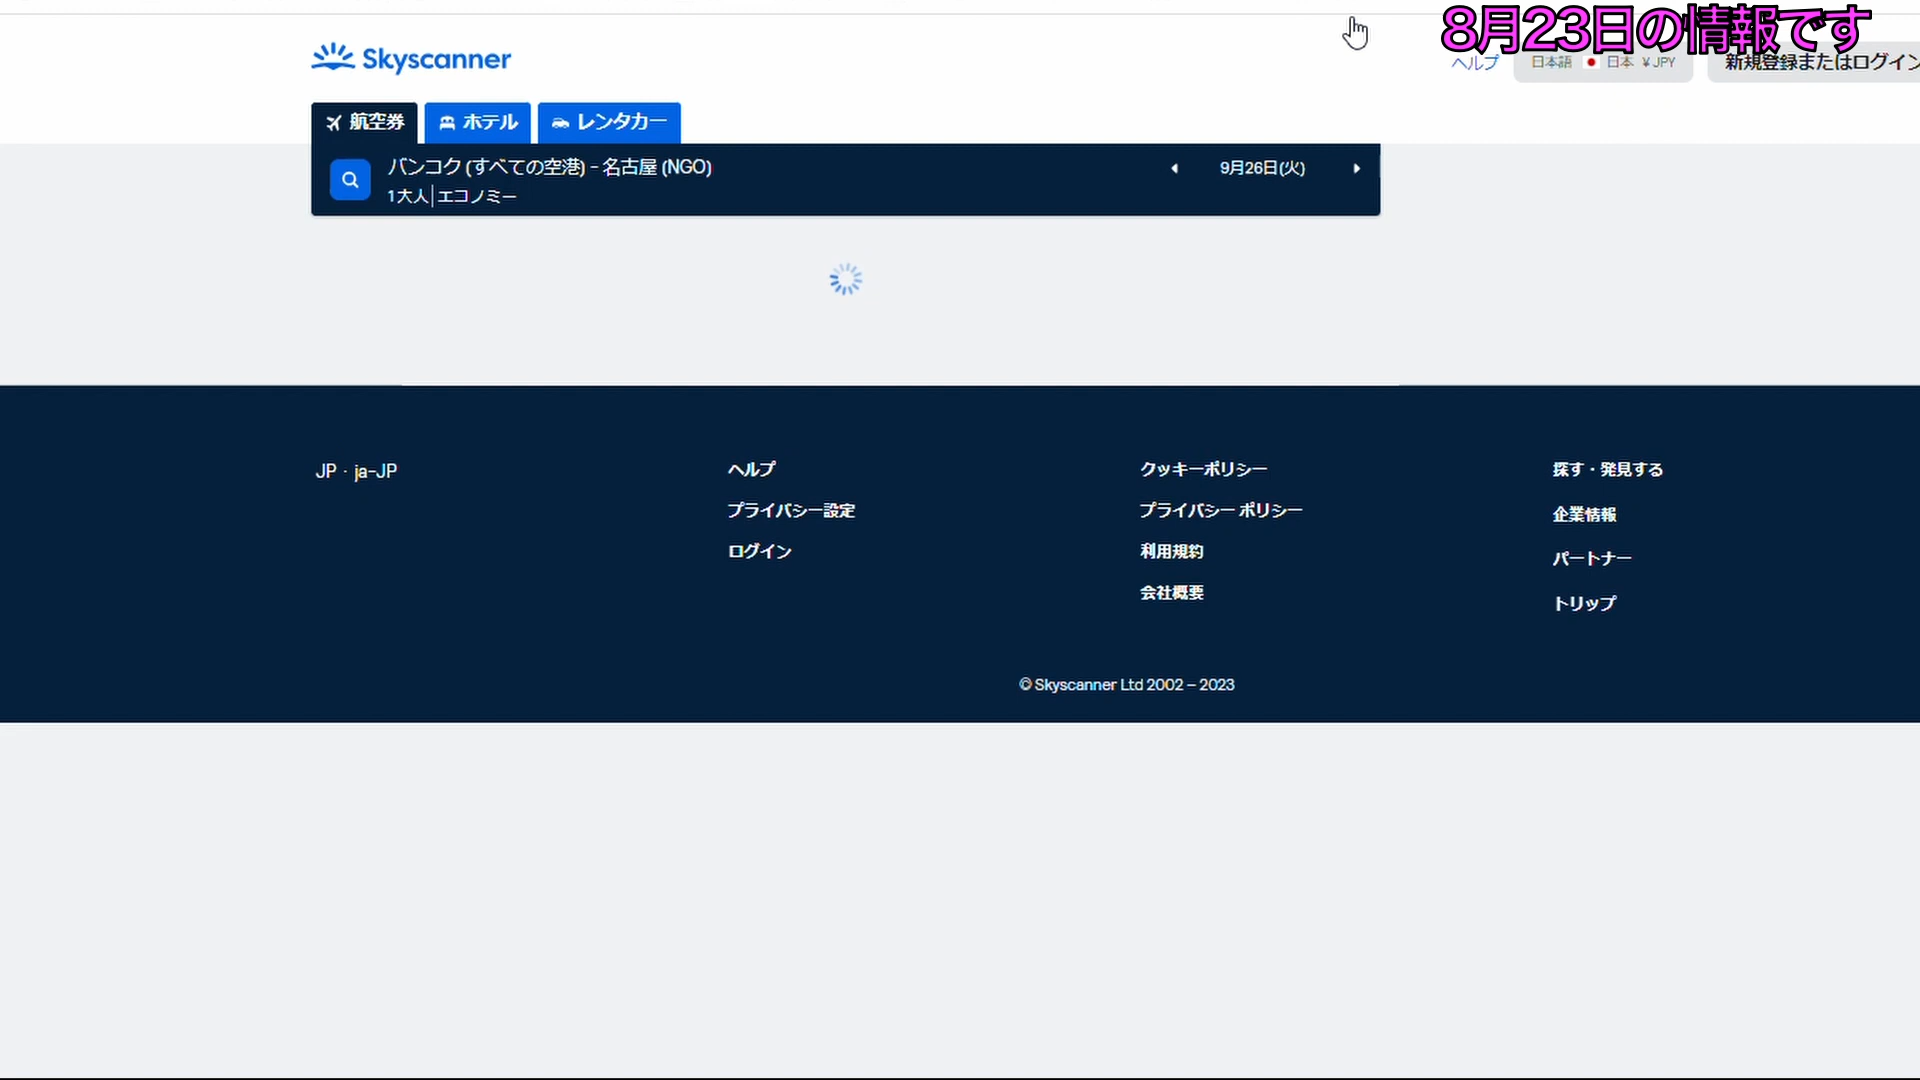 8月23日の情報です
Skyscanner
ヘルプ
日本語 日本 ¥ JPY
新規登録またはログイン
航空券
ホテル
レンタカー
バンコク (すべての空港) - 名古屋 (NGO)
9月26日(火)
1大人 | エコノミー
JP · ja-JP
ヘルプ
プライバシー設定
ログイン
クッキーポリシー
プライバシー ポリシー
利用規約
会社概要
探す・発見する
企業情報
パートナー
トリップ
© Skyscanner Ltd 2002 – 2023